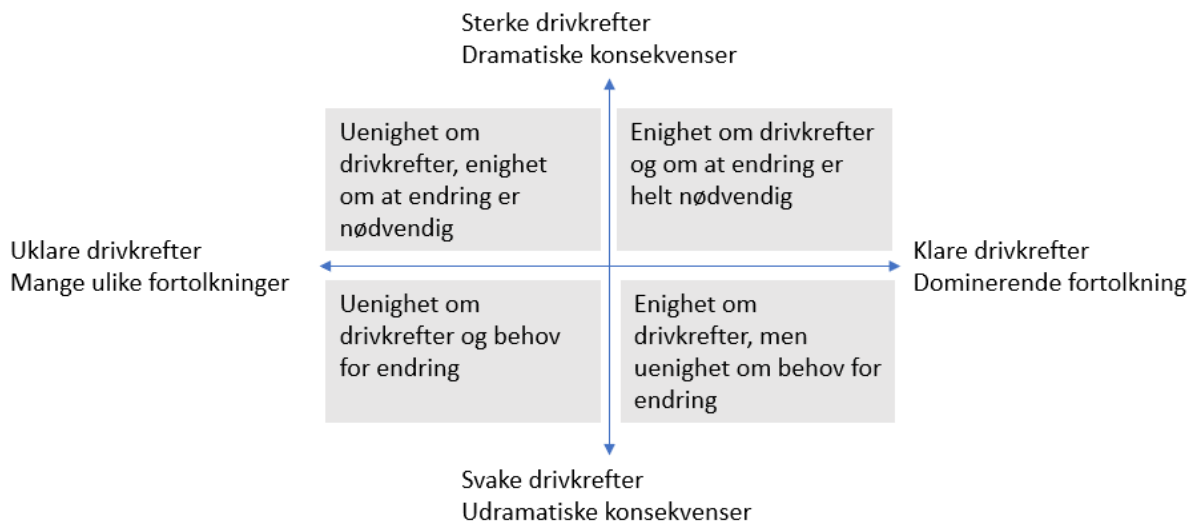 Sterke drivkrefter
Dramatiske konsekvenser
Uenighet om
drivkrefter, enighet
om at endring er
nødvendig
Enighet om drivkrefter
og om at endring er
helt nødvendig
Uklare drivkrefter
Mange ulike fortolkninger
Klare drivkrefter
Dominerende fortolkning
Uenighet om
drivkrefter og behov
for endring
Enighet om
drivkrefter, men
uenighet om behov for
endring
Svake drivkrefter
Udramatiske konsekvenser